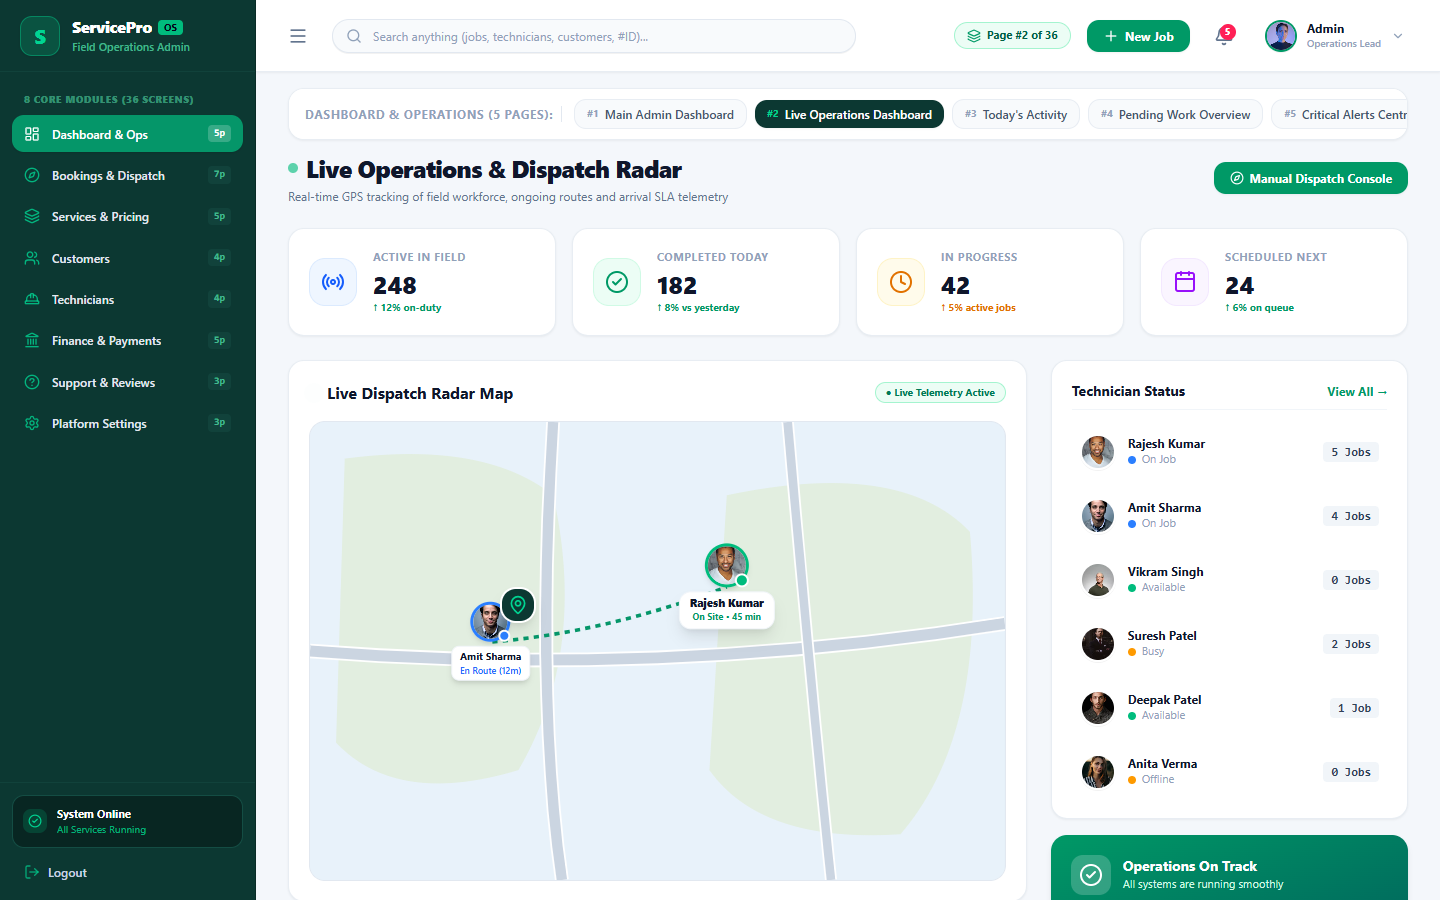 S
ServicePro OS
Field Operations Admin
8 CORE MODULES (36 SCREENS)
Dashboard & Ops 5p
Bookings & Dispatch 7p
Services & Pricing 5p
Customers 4p
Technicians 4p
Finance & Payments 5p
Support & Reviews 3p
Platform Settings 3p
System Online
All Services Running
Logout
Search anything (jobs, technicians, customers, #ID)...
Page #2 of 36
New Job
5
Admin
Operations Lead
DASHBOARD & OPERATIONS (5 PAGES):
#1 Main Admin Dashboard
#2 Live Operations Dashboard
#3 Today's Activity
#4 Pending Work Overview
#5 Critical Alerts Centr
Live Operations & Dispatch Radar
Real-time GPS tracking of field workforce, ongoing routes and arrival SLA telemetry
Manual Dispatch Console
ACTIVE IN FIELD
248
↑ 12% on-duty
COMPLETED TODAY
182
↑ 8% vs yesterday
IN PROGRESS
42
↑ 5% active jobs
SCHEDULED NEXT
24
↑ 6% on queue
Live Dispatch Radar Map
● Live Telemetry Active
Rajesh Kumar
On Site • 45 min
Amit Sharma
En Route (12m)
Technician Status
View All →
Rajesh Kumar
On Job
5 Jobs
Amit Sharma
On Job
4 Jobs
Vikram Singh
Available
0 Jobs
Suresh Patel
Busy
2 Jobs
Deepak Patel
Available
1 Job
Anita Verma
Offline
0 Jobs
Operations On Track
All systems are running smoothly